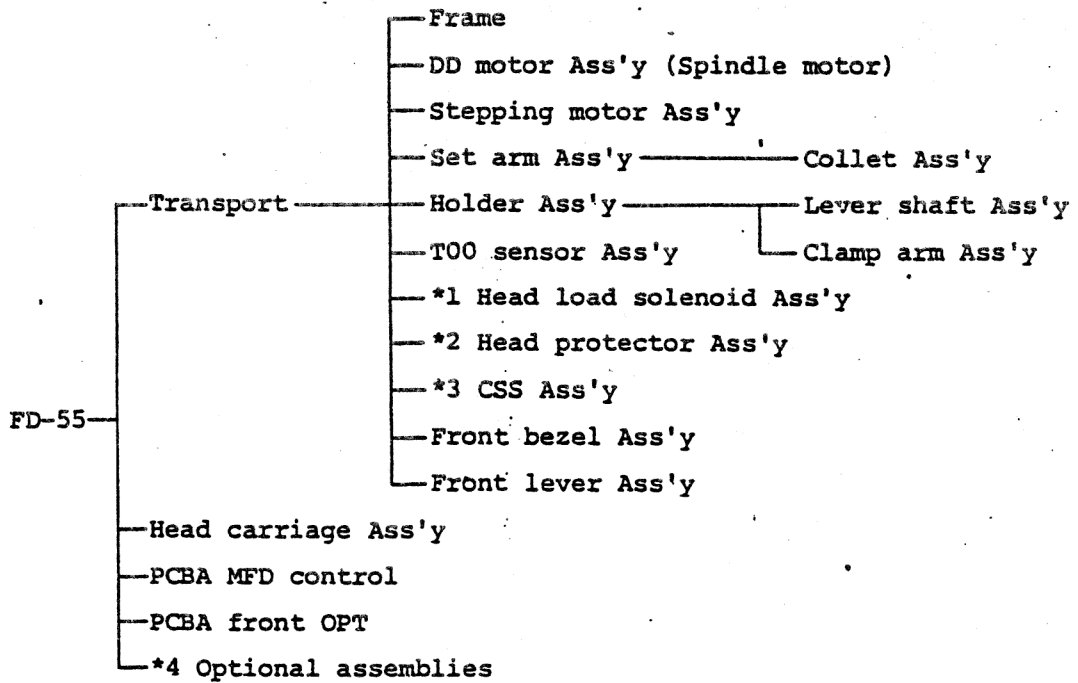 Frame
DD motor Ass'y (Spindle motor)
Stepping motor Ass'y
Set arm Ass'y Collet Ass'y
Transport Holder Ass'y Lever shaft Ass'y
T00 sensor Ass'y Clamp arm Ass'y
*1 Head load solenoid Ass'y
*2 Head protector Ass'y
*3 CSS Ass'y
FD-55
Front bezel Ass'y
Front lever Ass'y
Head carriage Ass'y
PCBA MFD control
PCBA front OPT
*4 Optional assemblies